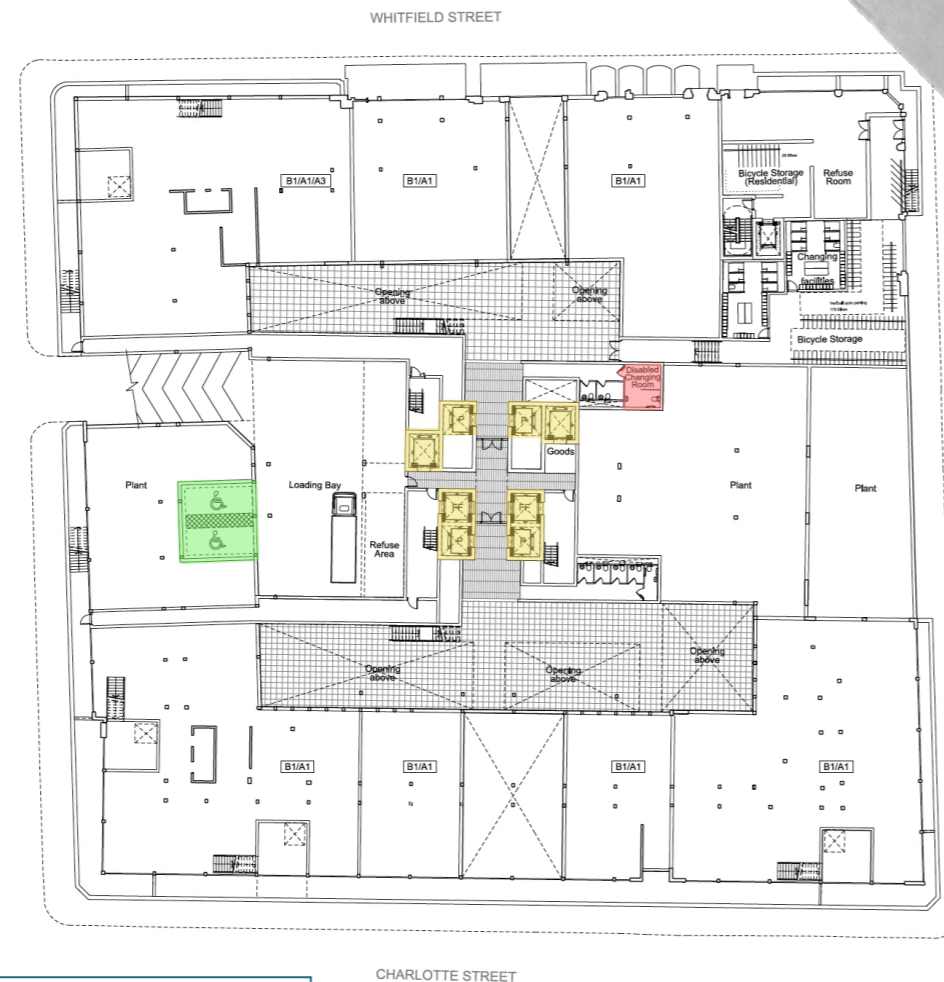 WHITFIELD STREET
B1/A1/A3
B1/A1
B1/A1
Bicycle Storage
(Residential)
Refuse
Room
Changing
facilities
Opening
above
Opening
above
Bicycle Storage
Disabled
Changing
Room
P
P
Goods
Plant
Loading Bay
Refuse
Area
FF
FF
P
P
Plant
Plant
Opening
above
Opening
above
Opening
above
B1/A1
B1/A1
B1/A1
B1/A1
CHARLOTTE STREET